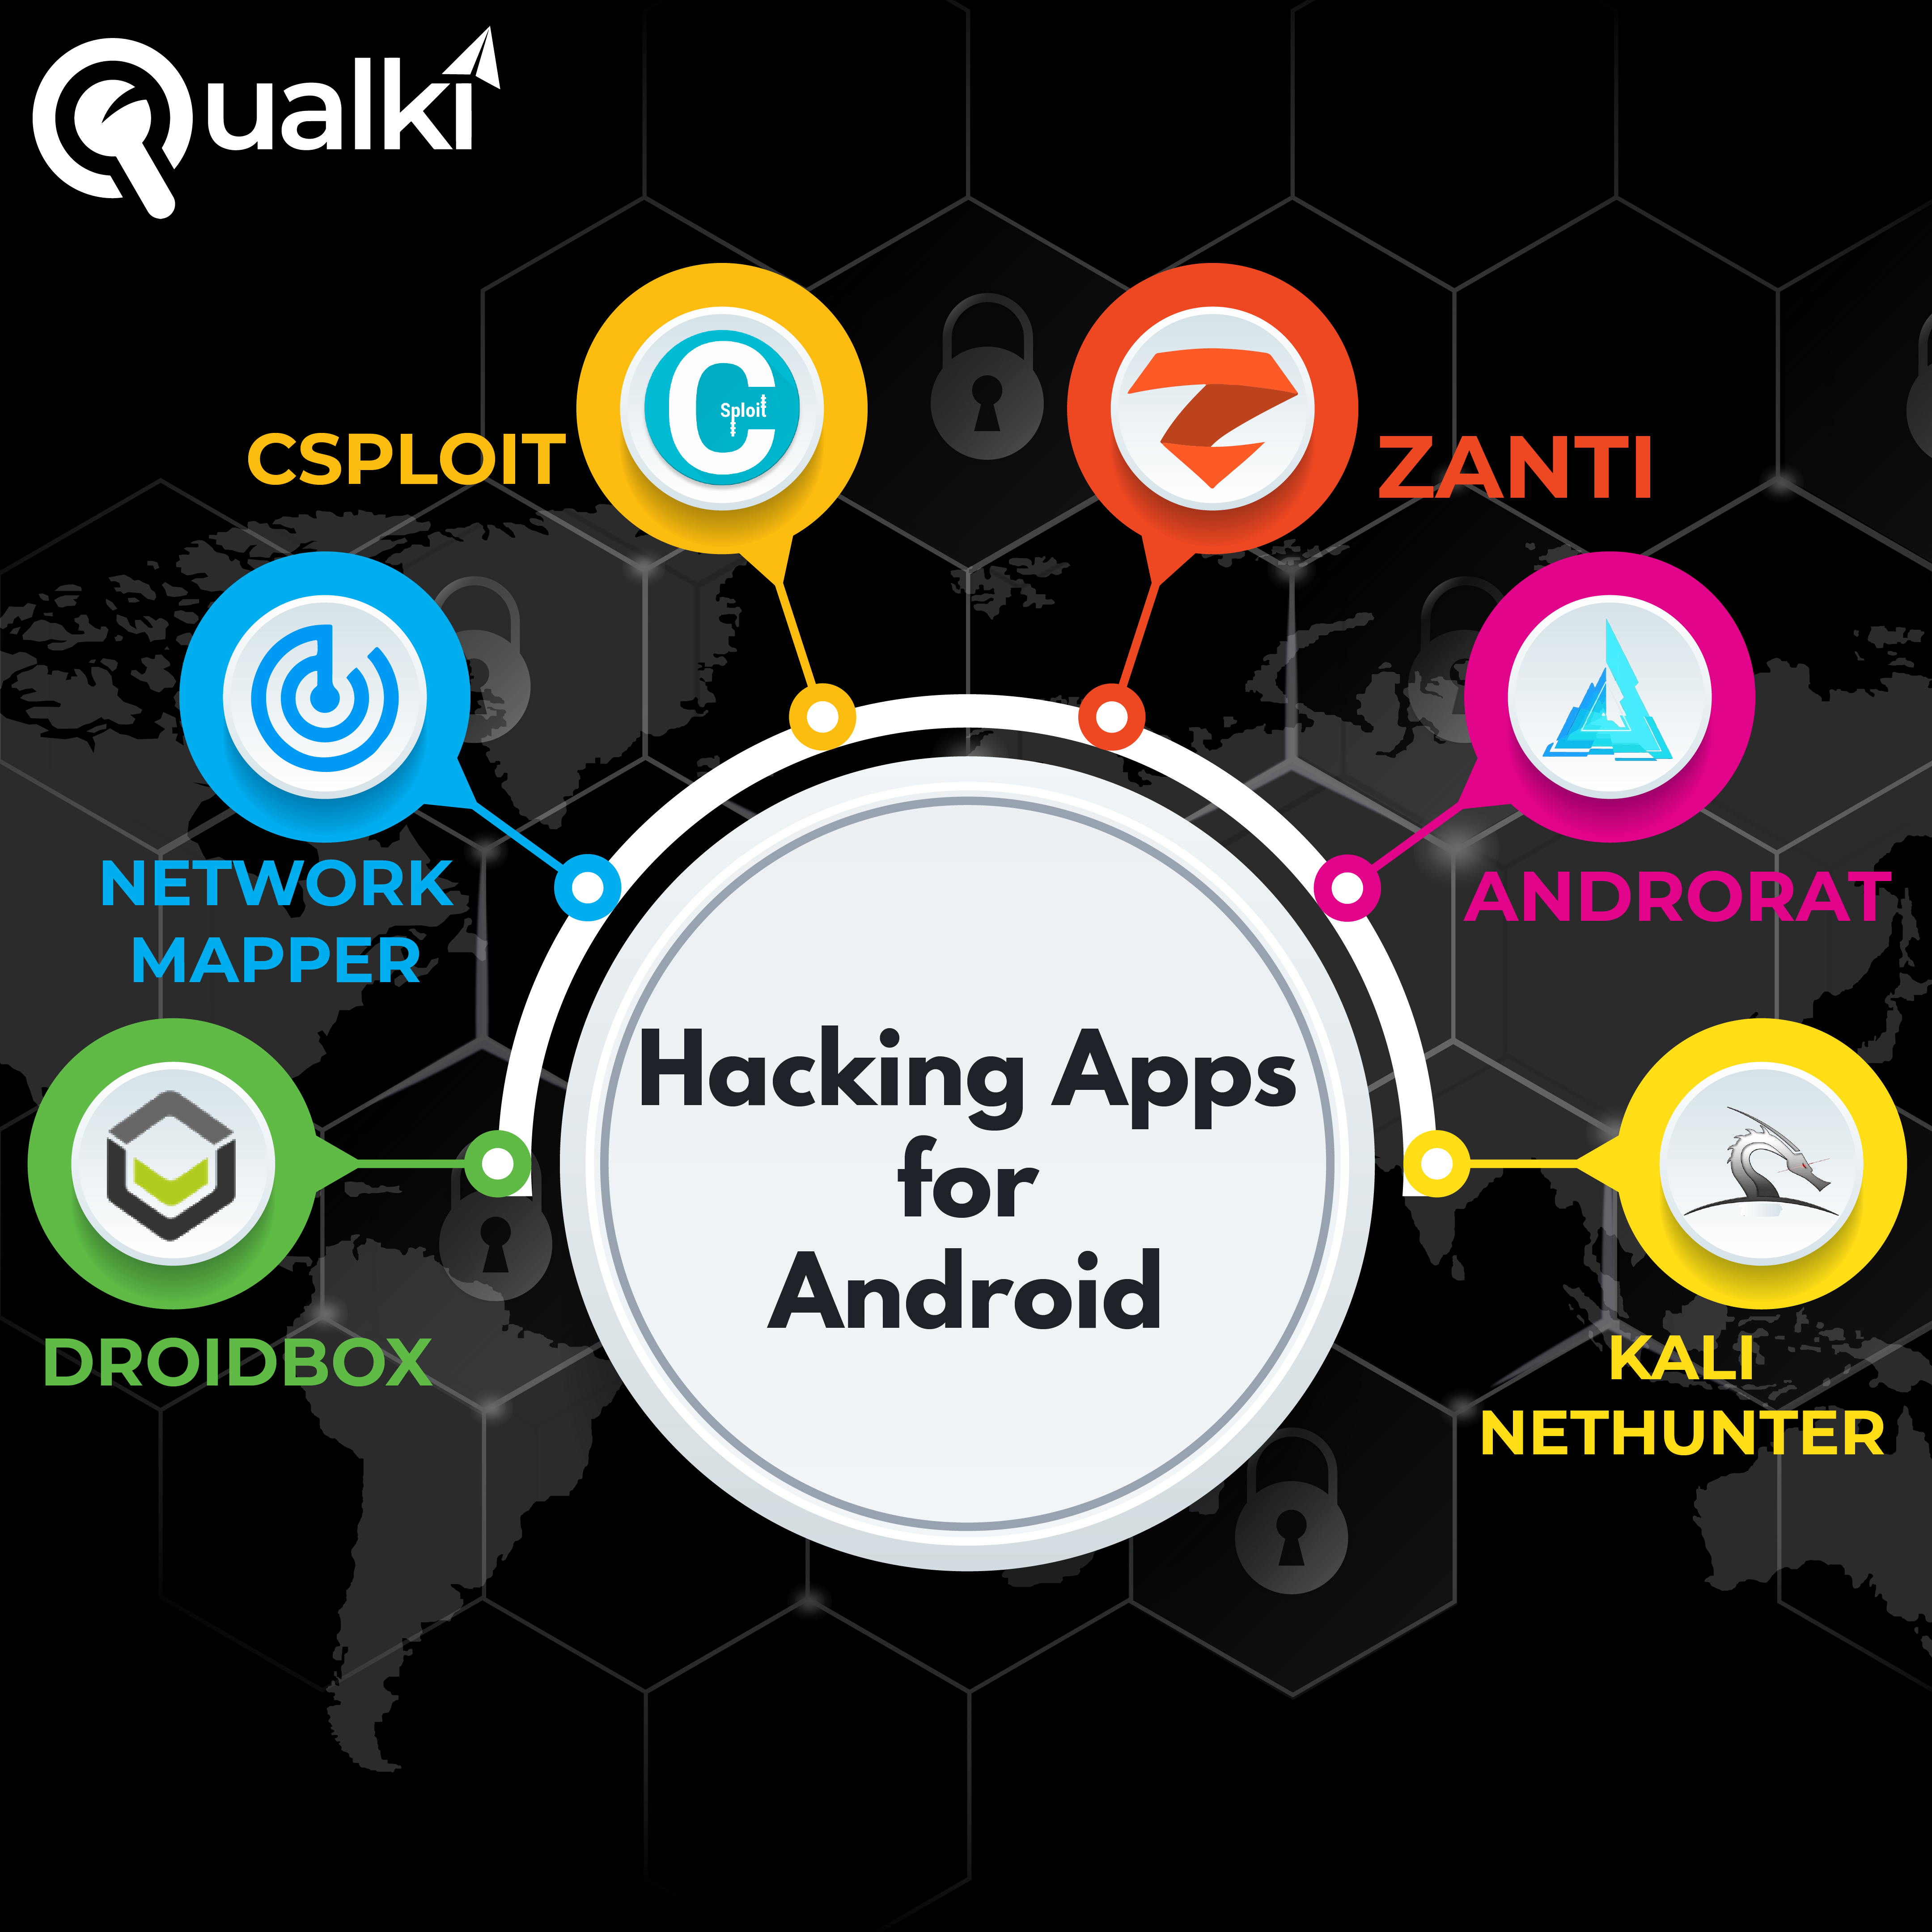 Qualki
CSPLOIT
C
Sploit
ZANTI
NETWORK
MAPPER
ANDRORAT
Hacking Apps
for
Android
DROIDBOX
KALI
NETHUNTER